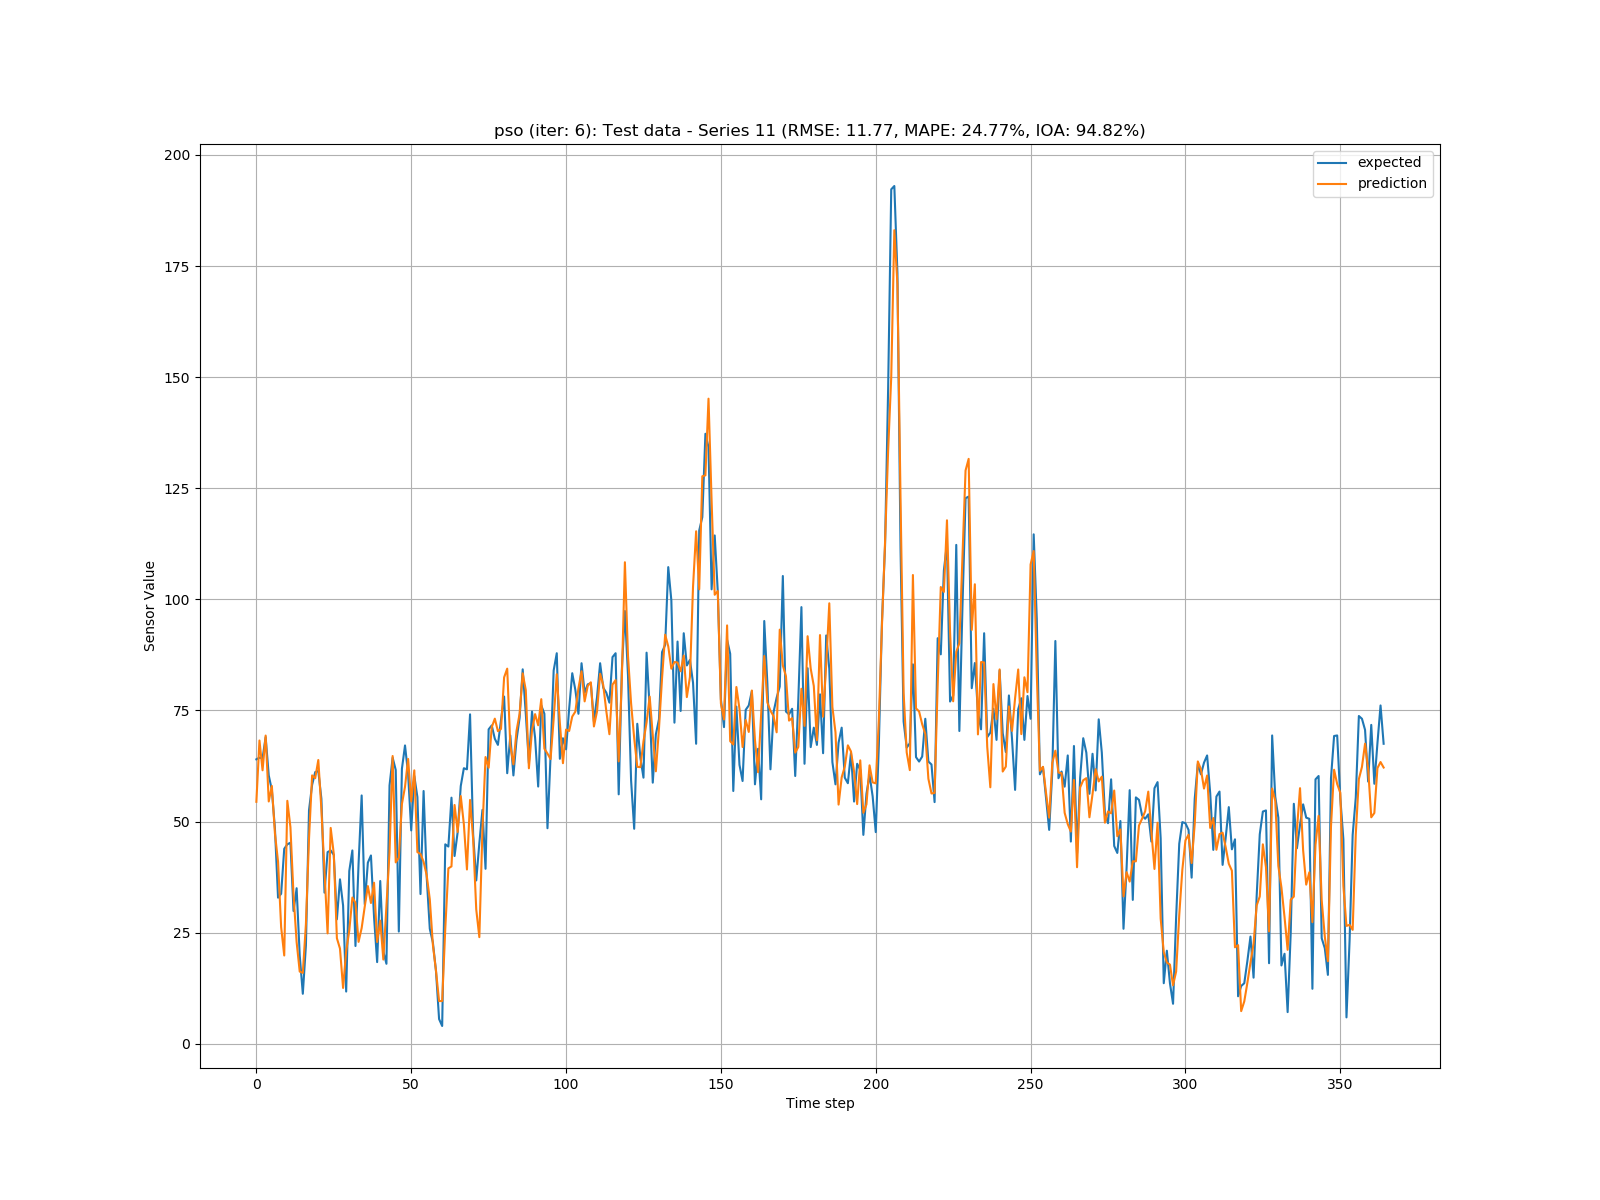 pso (iter: 6): Test data - Series 11 (RMSE: 11.77, MAPE: 24.77%, IOA: 94.82%)
expected
prediction
200
175
150
125
100
75
50
25
0
Sensor Value
0 50 100 150 200 250 300 350
Time step